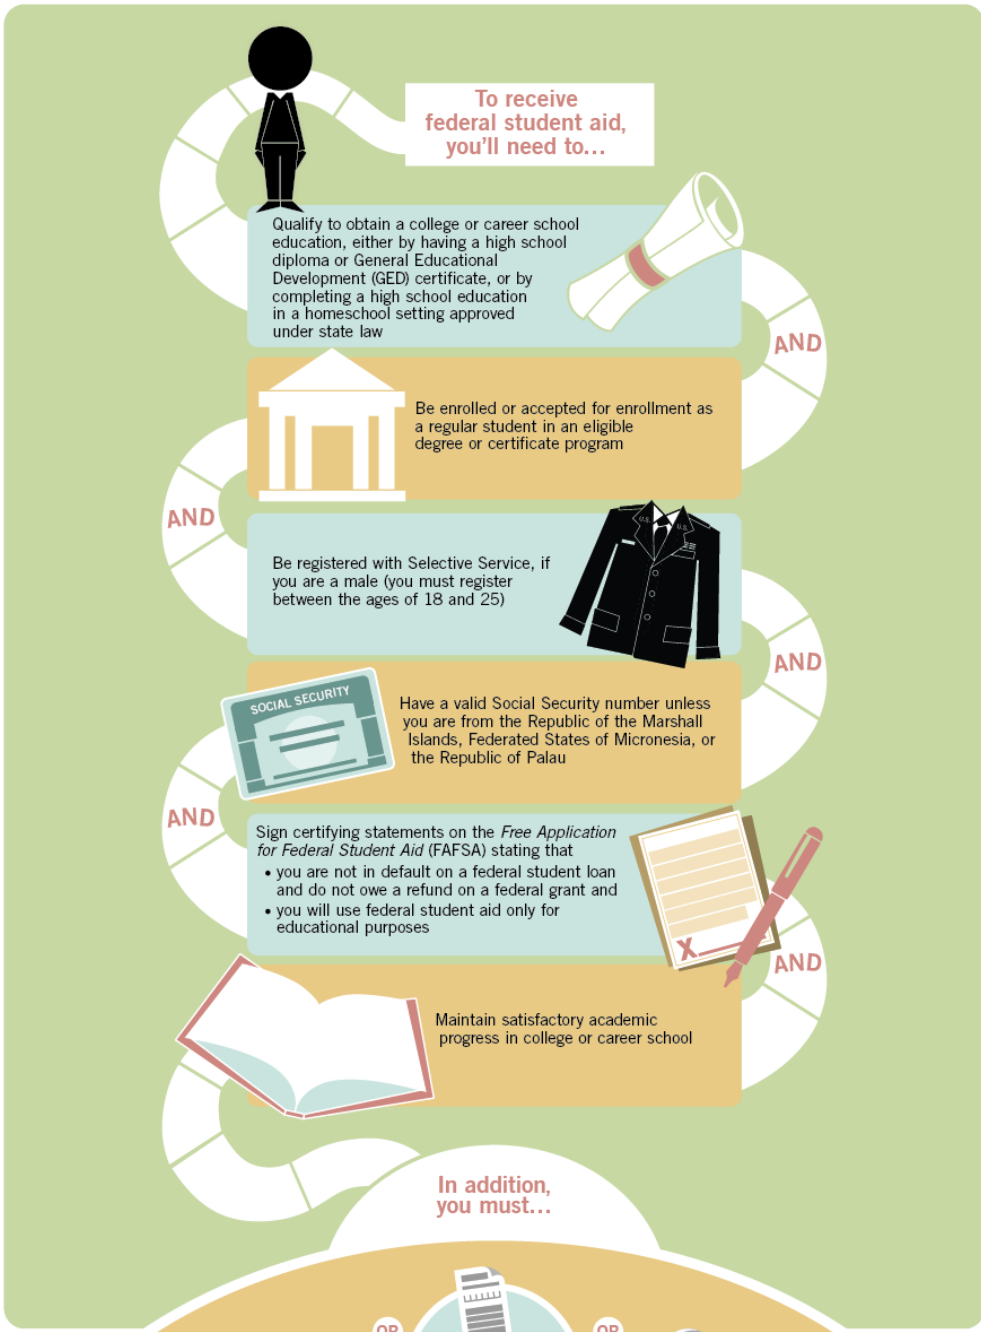 To receive
federal student aid,
you'll need to...
Qualify to obtain a college or career school
education, either by having a high school
diploma or General Educational
Development (GED) certificate, or by
completing a high school education
in a homeschool setting approved
under state law
AND
Be enrolled or accepted for enrollment as
a regular student in an eligible
degree or certificate program
AND
U.S.
U.S.
Be registered with Selective Service, if
you are a male (you must register
between the ages of 18 and 25)
AND
SOCIAL SECURITY
Have a valid Social Security number unless
you are from the Republic of the Marshall
Islands, Federated States of Micronesia, or
the Republic of Palau
AND
Sign certifying statements on the Free Application
for Federal Student Aid (FAFSA) stating that
• you are not in default on a federal student loan
and do not owe a refund on a federal grant and
• you will use federal student aid only for
educational purposes
X
AND
Maintain satisfactory academic
progress in college or career school
In addition,
you must...
OR
OR